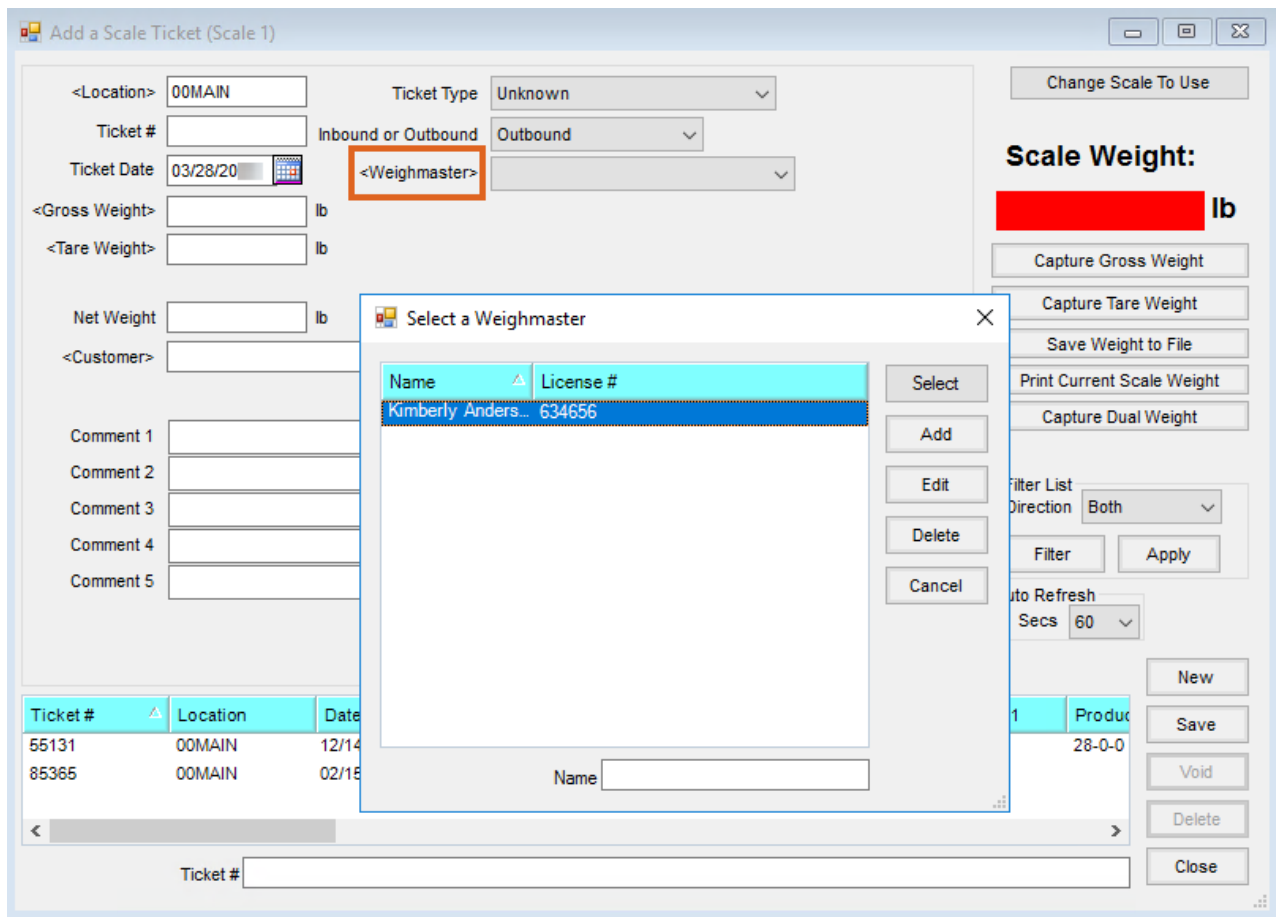 Add a Scale Ticket (Scale 1)
<Location> 00MAIN Ticket Type Unknown Change Scale To Use
Ticket # Inbound or Outbound Outbound
Ticket Date 03/28/20 <Weighmaster> Scale Weight:
<Gross Weight> lb lb
<Tare Weight> lb Capture Gross Weight
Net Weight lb Select a Weighmaster Capture Tare Weight
<Customer> Save Weight to File
Name License # Select Print Current Scale Weight
Kimberly Anders... 634656 Capture Dual Weight
Comment 1 Add
Comment 2 Edit Filter List
Comment 3 Direction Both
Comment 4 Delete Filter Apply
Comment 5 Cancel uto Refresh
Secs 60
New
Ticket # Location Date 1 Produc Save
55131 00MAIN 12/14 28-0-0
85365 00MAIN 02/15 Name Void
Delete
Ticket # Close